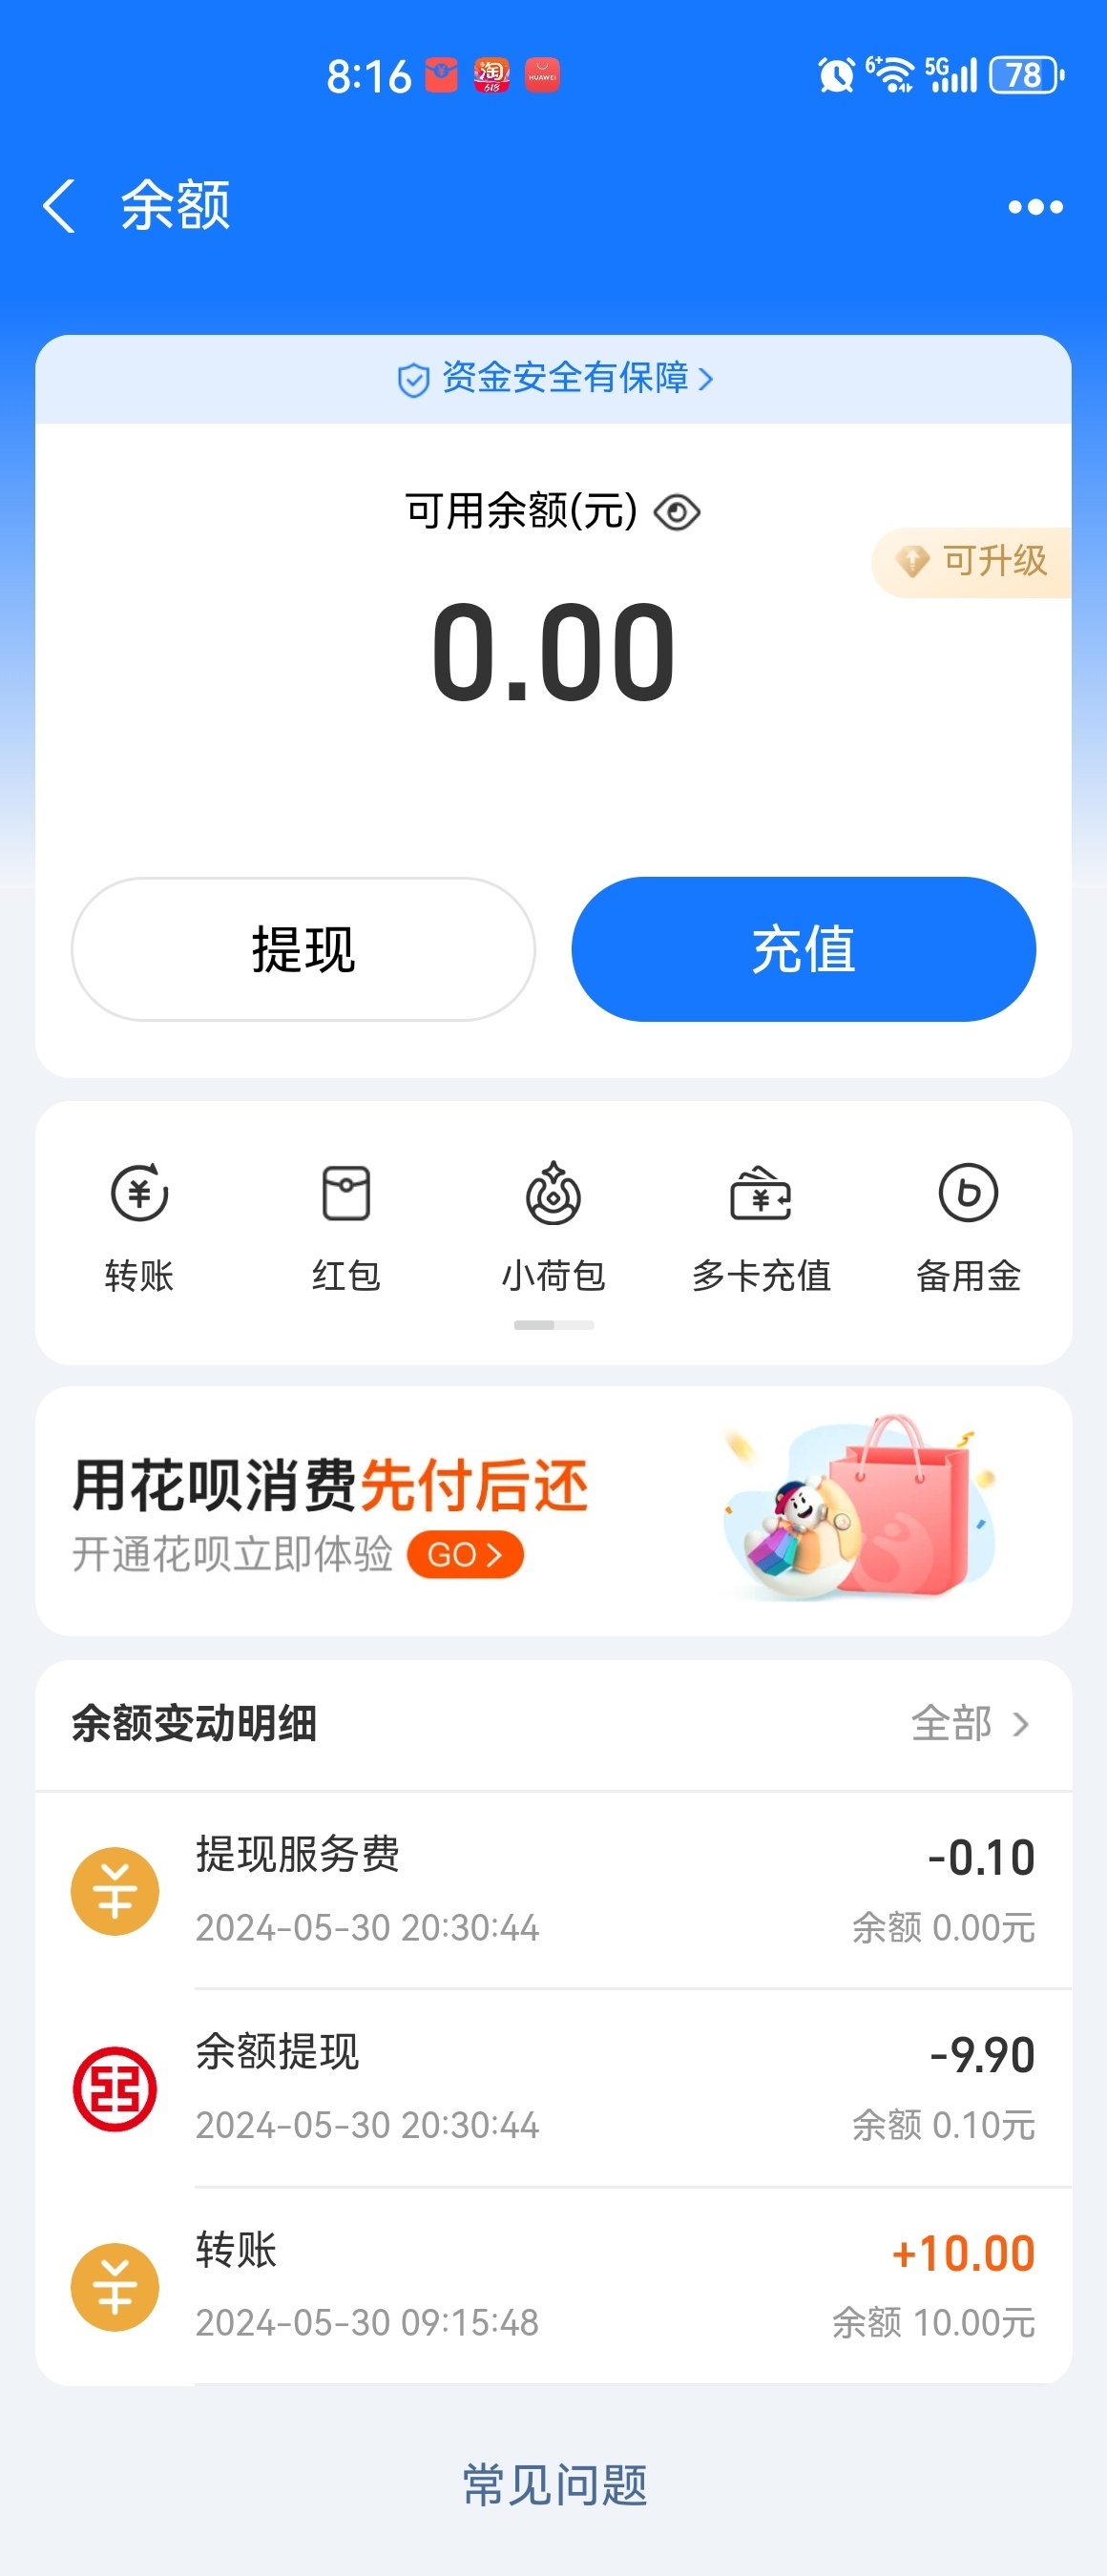 8:16 淘 618 HUAWEI 6+ 5G 78
余额
资金安全有保障
可用余额(元)
可升级
0.00
提现 充值
转账 红包 小荷包 多卡充值 备用金
用花呗消费先付后还
开通花呗立即体验 GO
余额变动明细 全部
提现服务费 -0.10
2024-05-30 20:30:44 余额 0.00元
余额提现 -9.90
2024-05-30 20:30:44 余额 0.10元
转账 +10.00
2024-05-30 09:15:48 余额 10.00元
常见问题